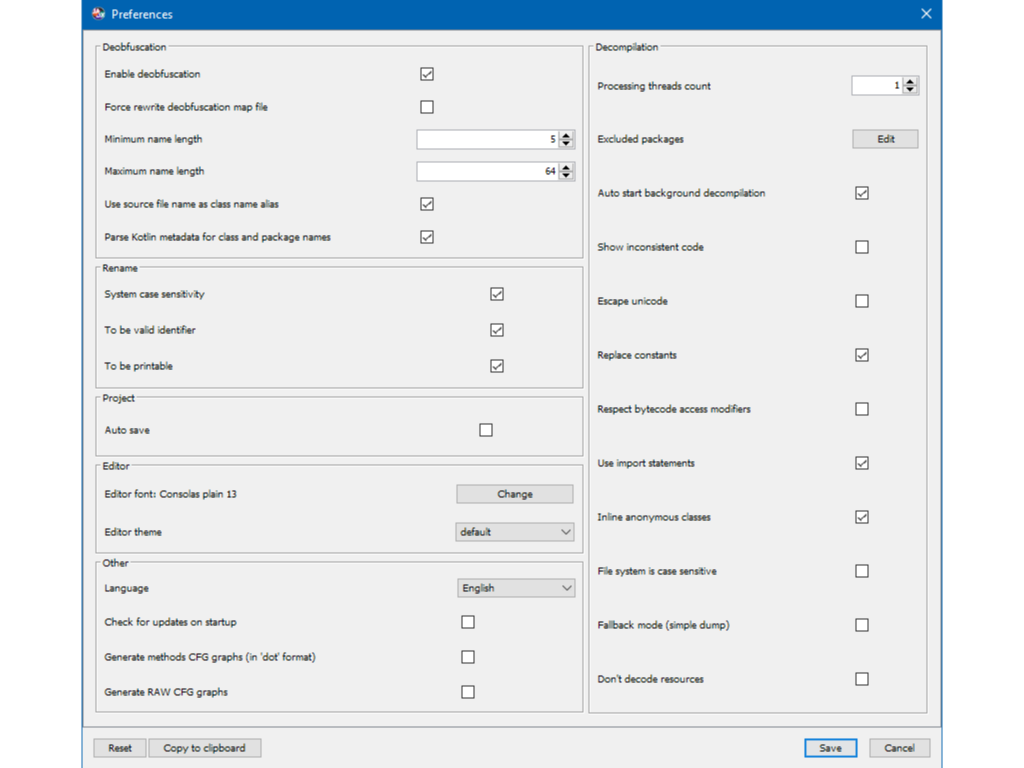 Preferences
Deobfuscation
Enable deobfuscation
Force rewrite deobfuscation map file
Minimum name length 5
Maximum name length 64
Use source file name as class name alias
Parse Kotlin metadata for class and package names
Rename
System case sensitivity
To be valid identifier
To be printable
Project
Auto save
Editor
Editor font: Consolas plain 13 Change
Editor theme default
Other
Language English
Check for updates on startup
Generate methods CFG graphs (in 'dot' format)
Generate RAW CFG graphs
Decompilation
Processing threads count 1
Excluded packages Edit
Auto start background decompilation
Show inconsistent code
Escape unicode
Replace constants
Respect bytecode access modifiers
Use import statements
Inline anonymous classes
File system is case sensitive
Fallback mode (simple dump)
Don't decode resources
Reset Copy to clipboard Save Cancel